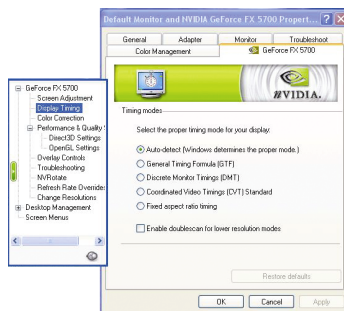 Default Monitor and NVIDIA GeForce FX 5700 Propert...
General Adapter Monitor Troubleshoot
Color Management GeForce FX 5700
NVIDIA.
Timing modes
Select the proper timing mode for your display:
Auto-detect (Windows determines the proper mode.)
General Timing Formula (GTF)
Discrete Monitor Timings (DMT)
Coordinated Video Timings (CVT) Standard
Fixed aspect ratio timing
Enable doublescan for lower resolution modes
Restore defaults
OK Cancel Apply
GeForce FX 5700
Screen Adjustment
Display Timing
Color Correction
Performance & Quality
Direct3D Settings
OpenGL Settings
Overlay Controls
Troubleshooting
NVRotate
Refresh Rate Overrides
Change Resolutions
Desktop Management
Screen Menus